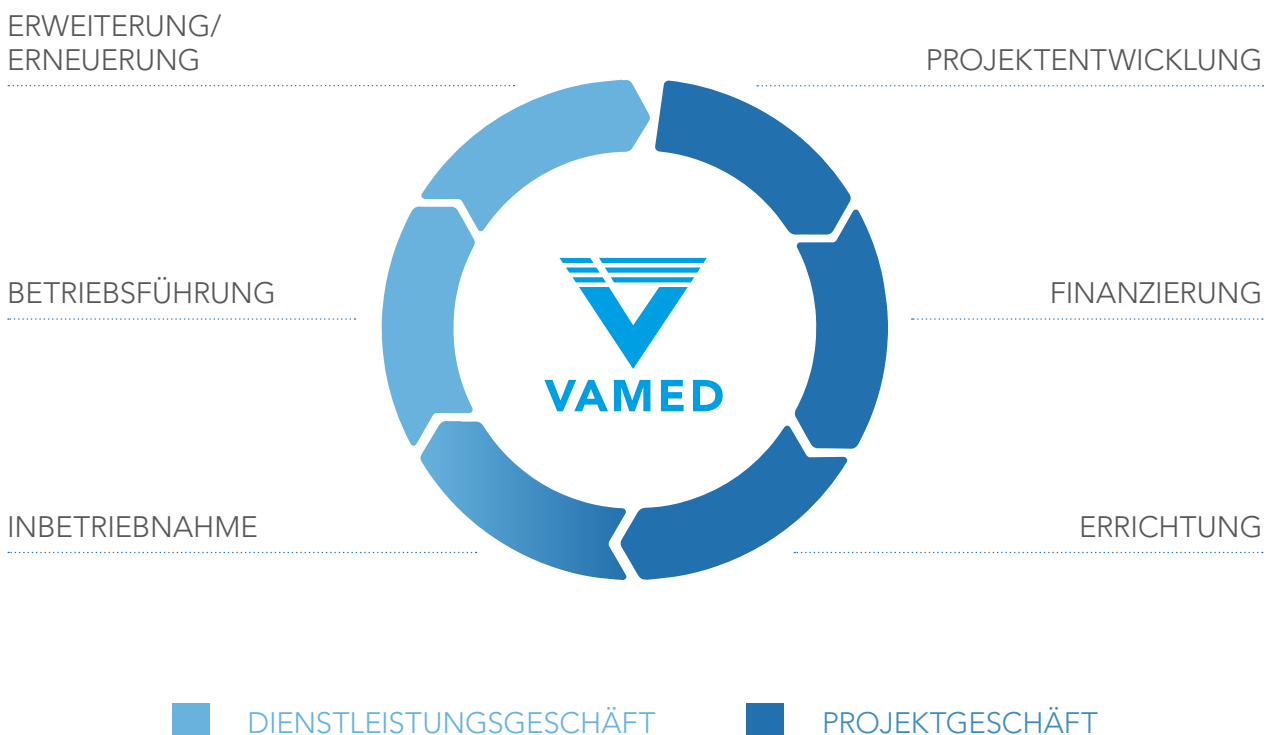 ERWEITERUNG/
ERNEUERUNG
PROJEKTENTWICKLUNG
BETRIEBSFÜHRUNG
FINANZIERUNG
VAMED
INBETRIEBNAHME
ERRICHTUNG
DIENSTLEISTUNGSGESCHÄFT
PROJEKTGESCHÄFT